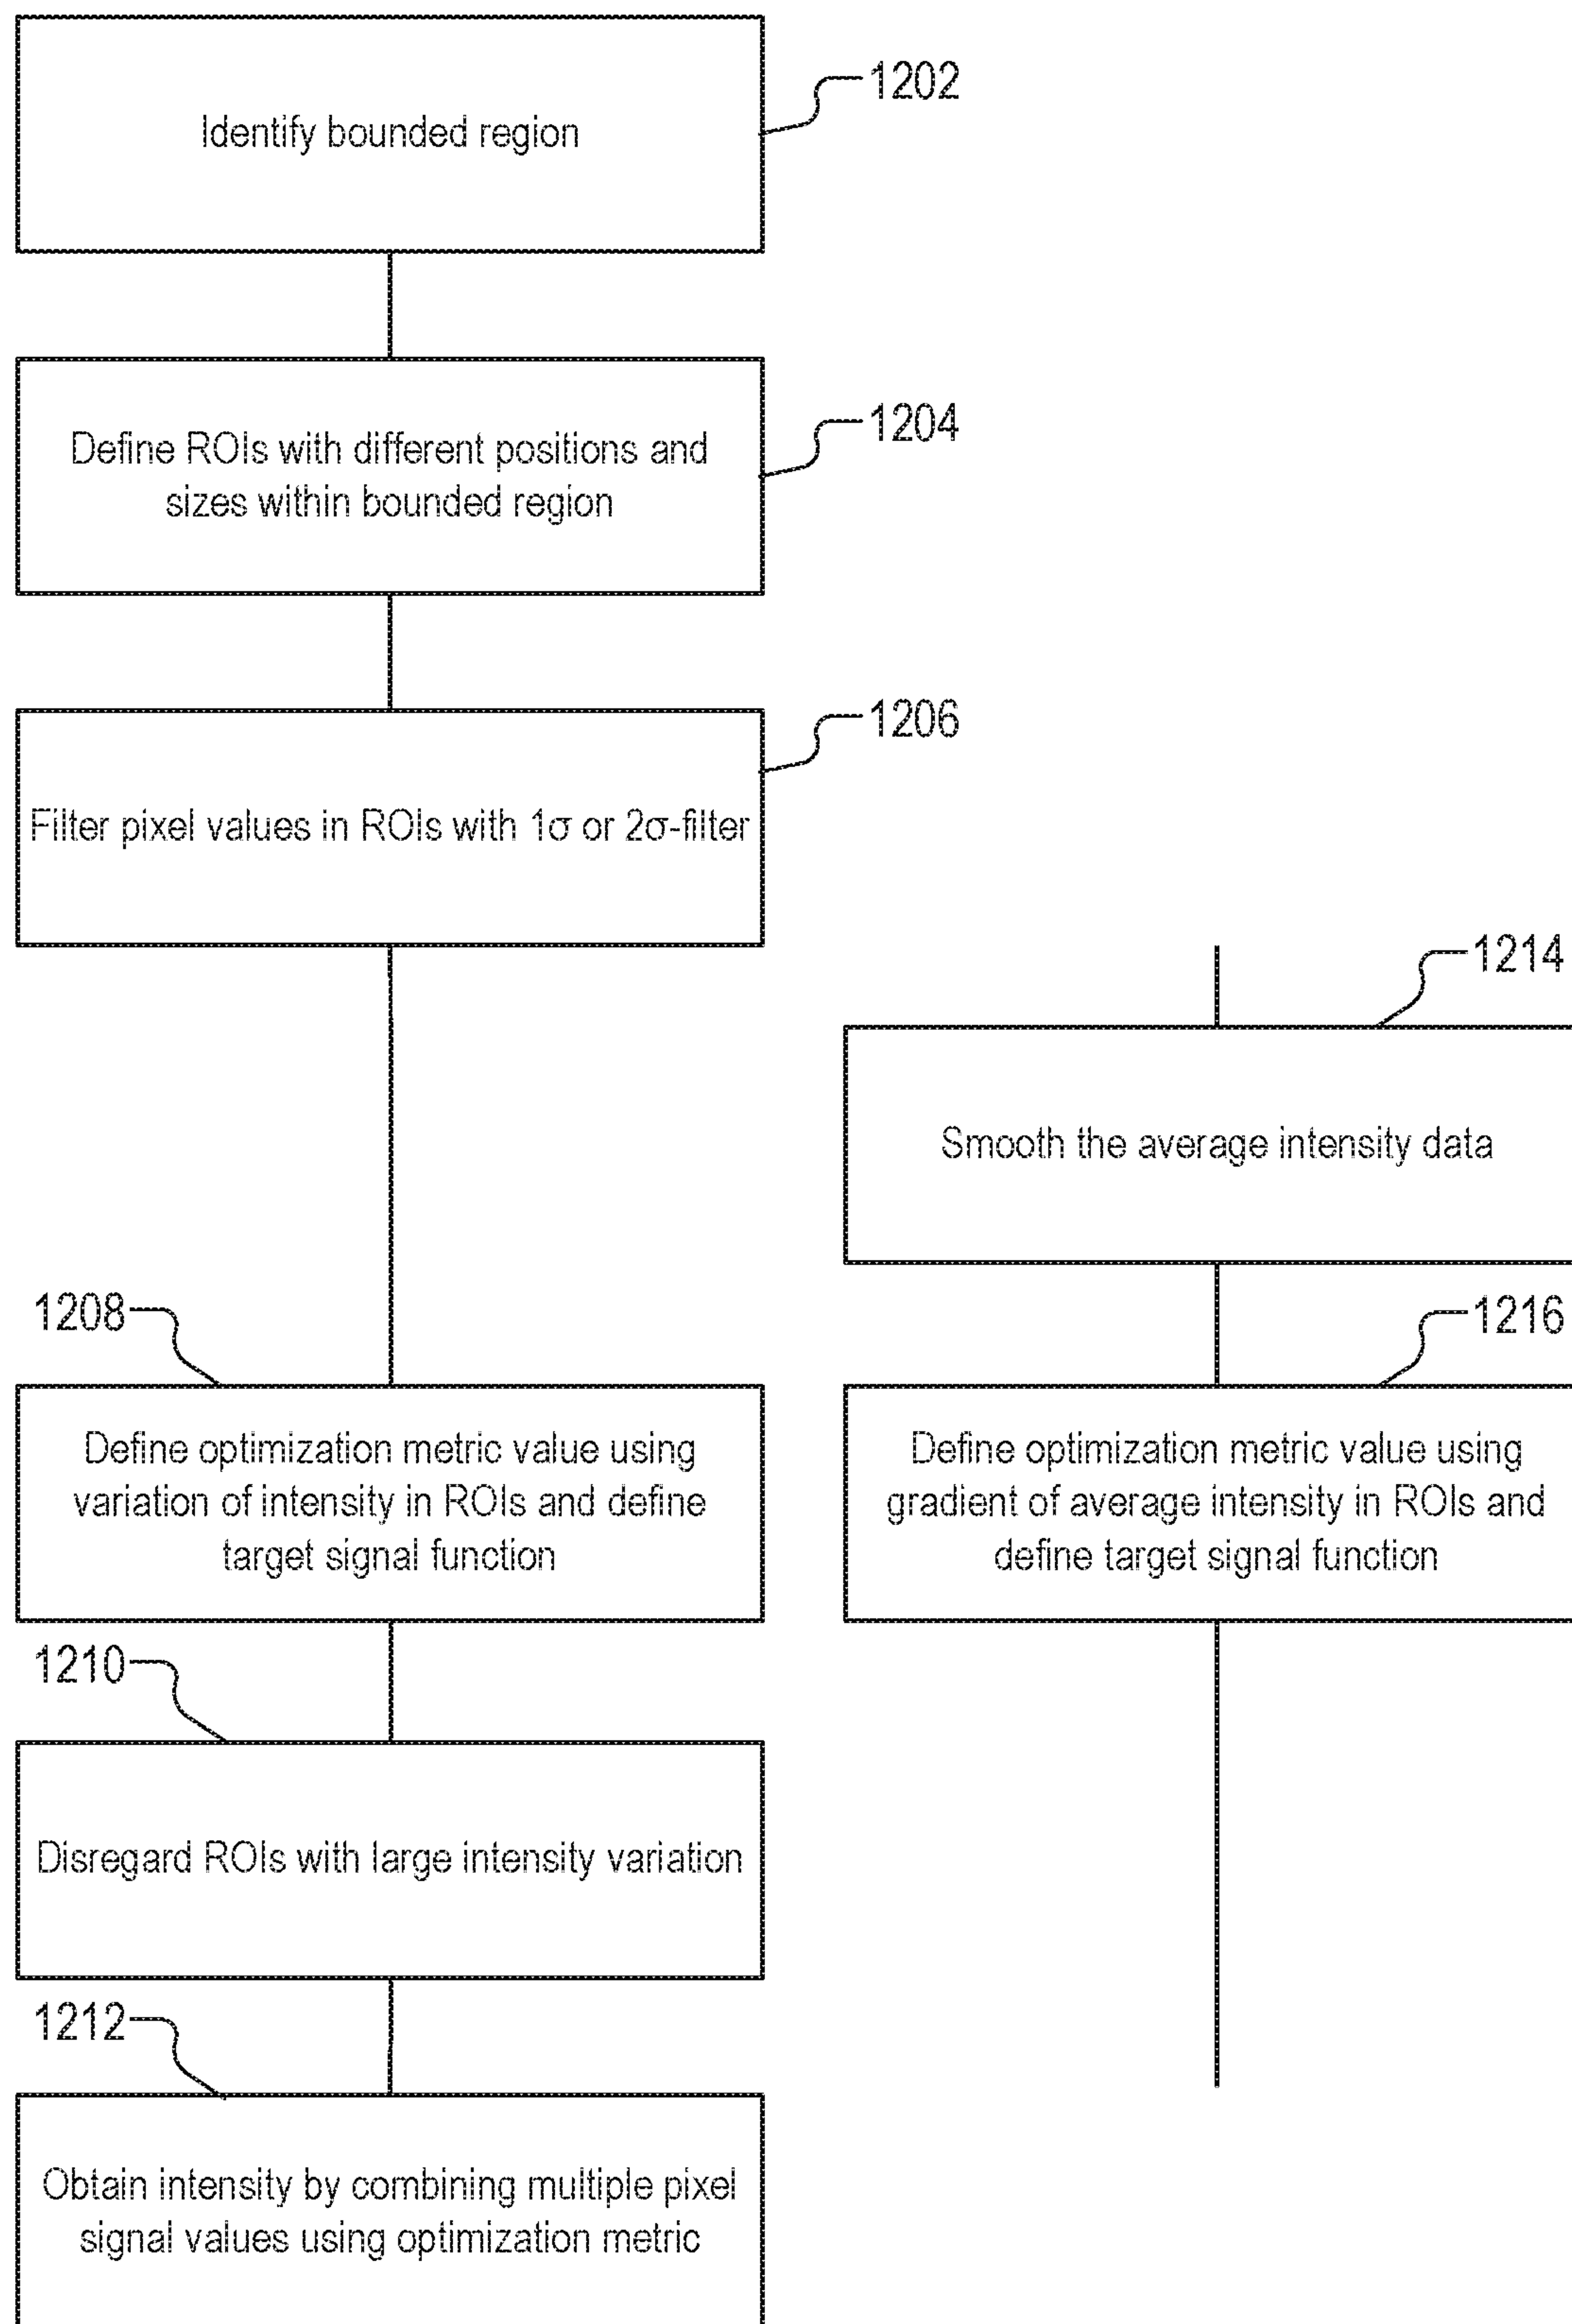 1202
Identify bounded region
1204
Define ROIs with different positions and
sizes within bounded region
1206
Filter pixel values in ROIs with 1σ or 2σ-filter
1214
Smooth the average intensity data
1208
Define optimization metric value using
variation of intensity in ROIs and define
target signal function
1216
Define optimization metric value using
gradient of average intensity in ROIs and
define target signal function
1210
Disregard ROIs with large intensity variation
1212
Obtain intensity by combining multiple pixel
signal values using optimization metric